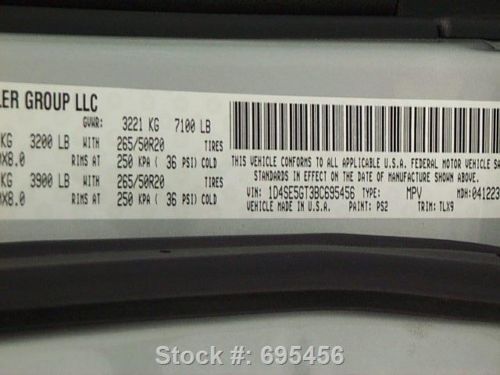 LER GROUP LLC
GVWR: 3221 KG 7100 LB
KG 3200 LB WITH 265/50R20 TIRES
X8.0 RIMS AT 250 KPA ( 36 PSI) COLD
KG 3900 LB WITH 265/50R20 TIRES
X8.0 RIMS AT 250 KPA ( 36 PSI) COLD
THIS VEHICLE CONFORMS TO ALL APPLICABLE U.S.A. FEDERAL MOTOR VEHICLE SA
STANDARDS IN EFFECT ON THE DATE OF MANUFACTURE SHOWN ABOVE.
VIN: 1D4SE5GT3BC695456 TYPE: MPV MDH: 041223
VEHICLE MADE IN U.S.A. PAINT: PS2 TRIM: TLX9
Stock #: 695456